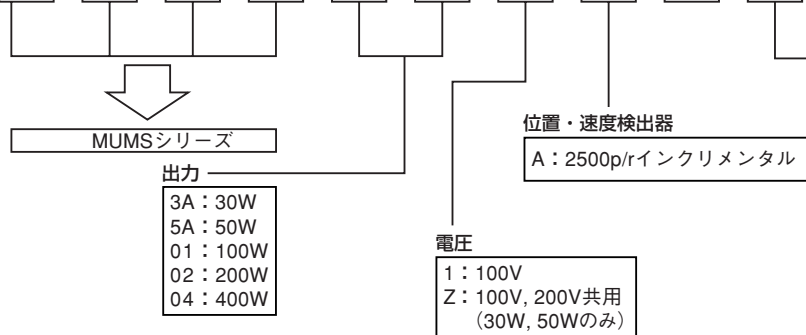 MUMSシリーズ
出力
3A：30W
5A：50W
01：100W
02：200W
04：400W
電圧
1：100V
Z：100V, 200V共用
（30W, 50Wのみ）
位置・速度検出器
A：2500p/rインクリメンタル